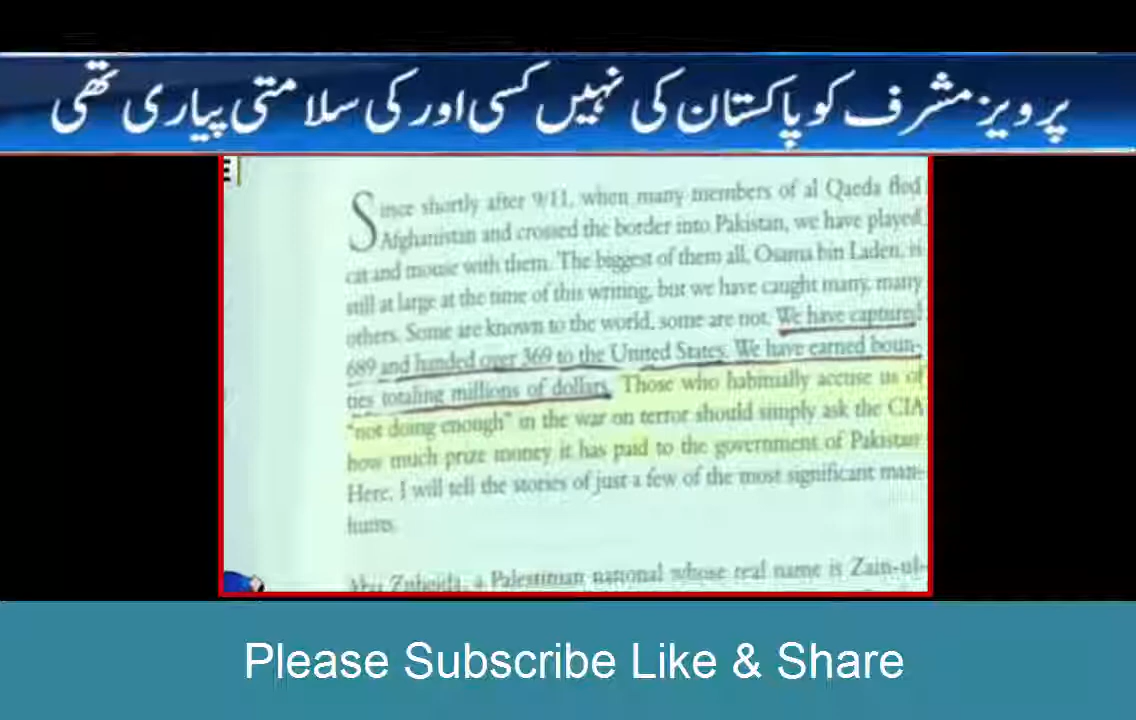 پرویز مشرف کو پاکستان کی نہیں کسی اور کی سلامتی پیاری تھی
Since shortly after 9/11, when many members of al Qaeda fled
Afghanistan and crossed the border into Pakistan, we have played
cat and mouse with them. The biggest of them all, Osama bin Laden, is
still at large at the time of this writing, but we have caught many, many
others. Some are known to the world, some are not. We have captured
689 and handed over 369 to the United States. We have earned boun-
ties totaling millions of dollars. Those who habitually accuse us of
"not doing enough" in the war on terror should simply ask the CIA
how much prize money it has paid to the government of Pakistan
Here, I will tell the stories of just a few of the most significant man-
hunts.
Abu Zubaida, a Palestinian national whose real name is Zain-ul-
Please Subscribe Like & Share